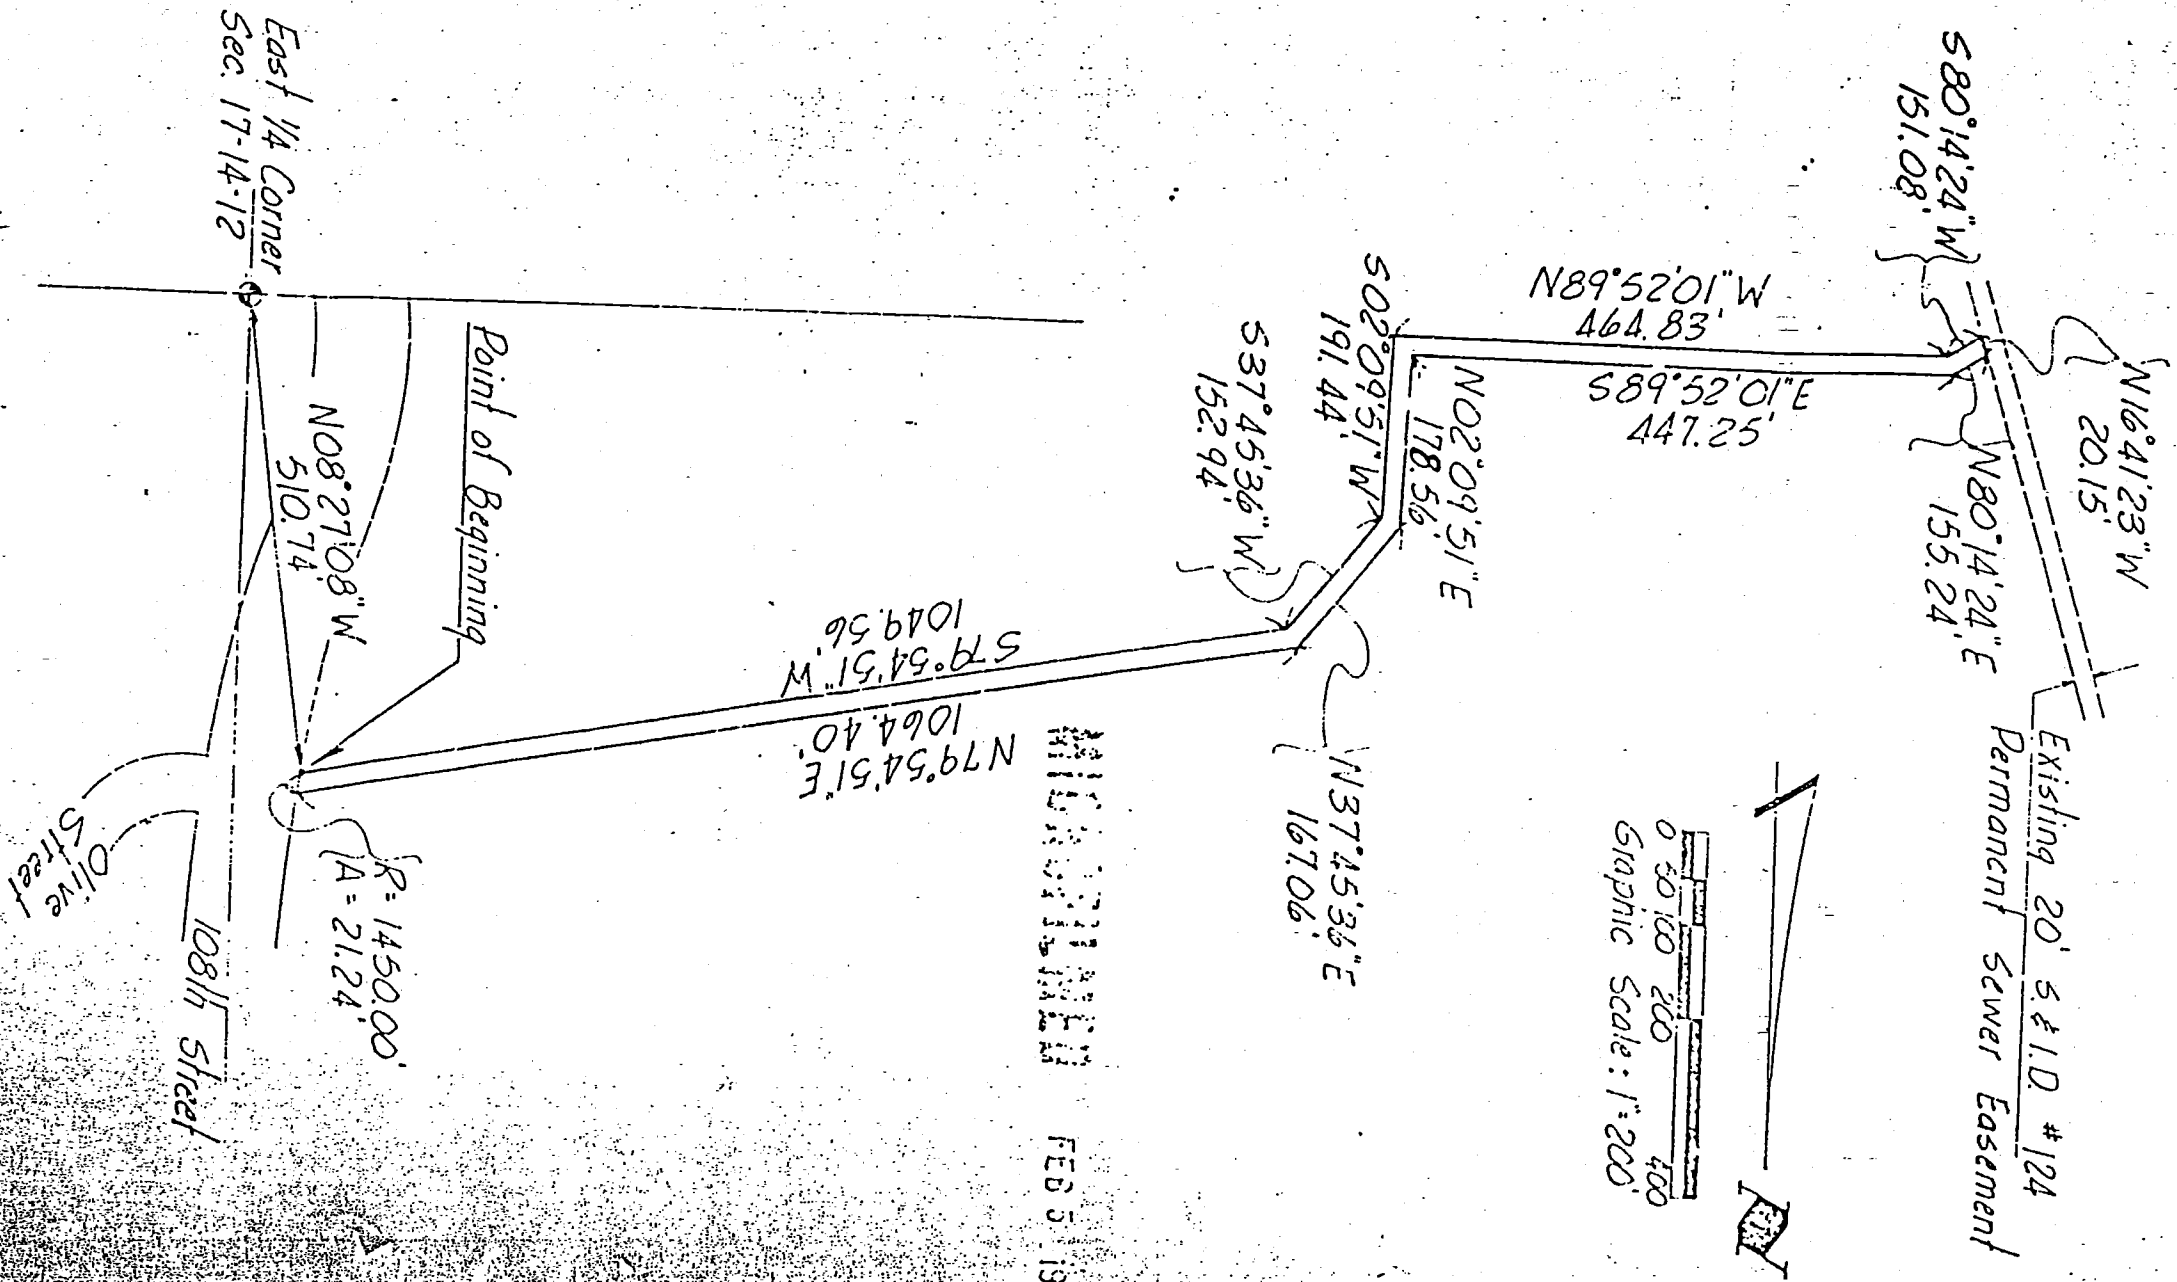 East 1/4 Corner
Sec. 17-14-12
N08°27'08"W
510.74'
Point of Beginning
S79°54'51"W
1049.56'
N79°54'51"E
1064.40'
R = 1450.00'
A = 21.24'
Olive
Street
108th Street
S37°45'36"W
152.94'
N37°45'36"E
167.06'
S02°09'51"W
191.44'
N02°09'51"E
178.56'
N89°52'01"W
464.83'
S89°52'01"E
447.25'
S80°14'24"W
151.08'
N80°14'24"E
155.24'
N16°41'23"W
20.15'
Existing 20' S. & I.D. #124
Permanent Sewer Easement
0 50 100 200 400
Graphic Scale: 1"=200'
N
FEB 5 19